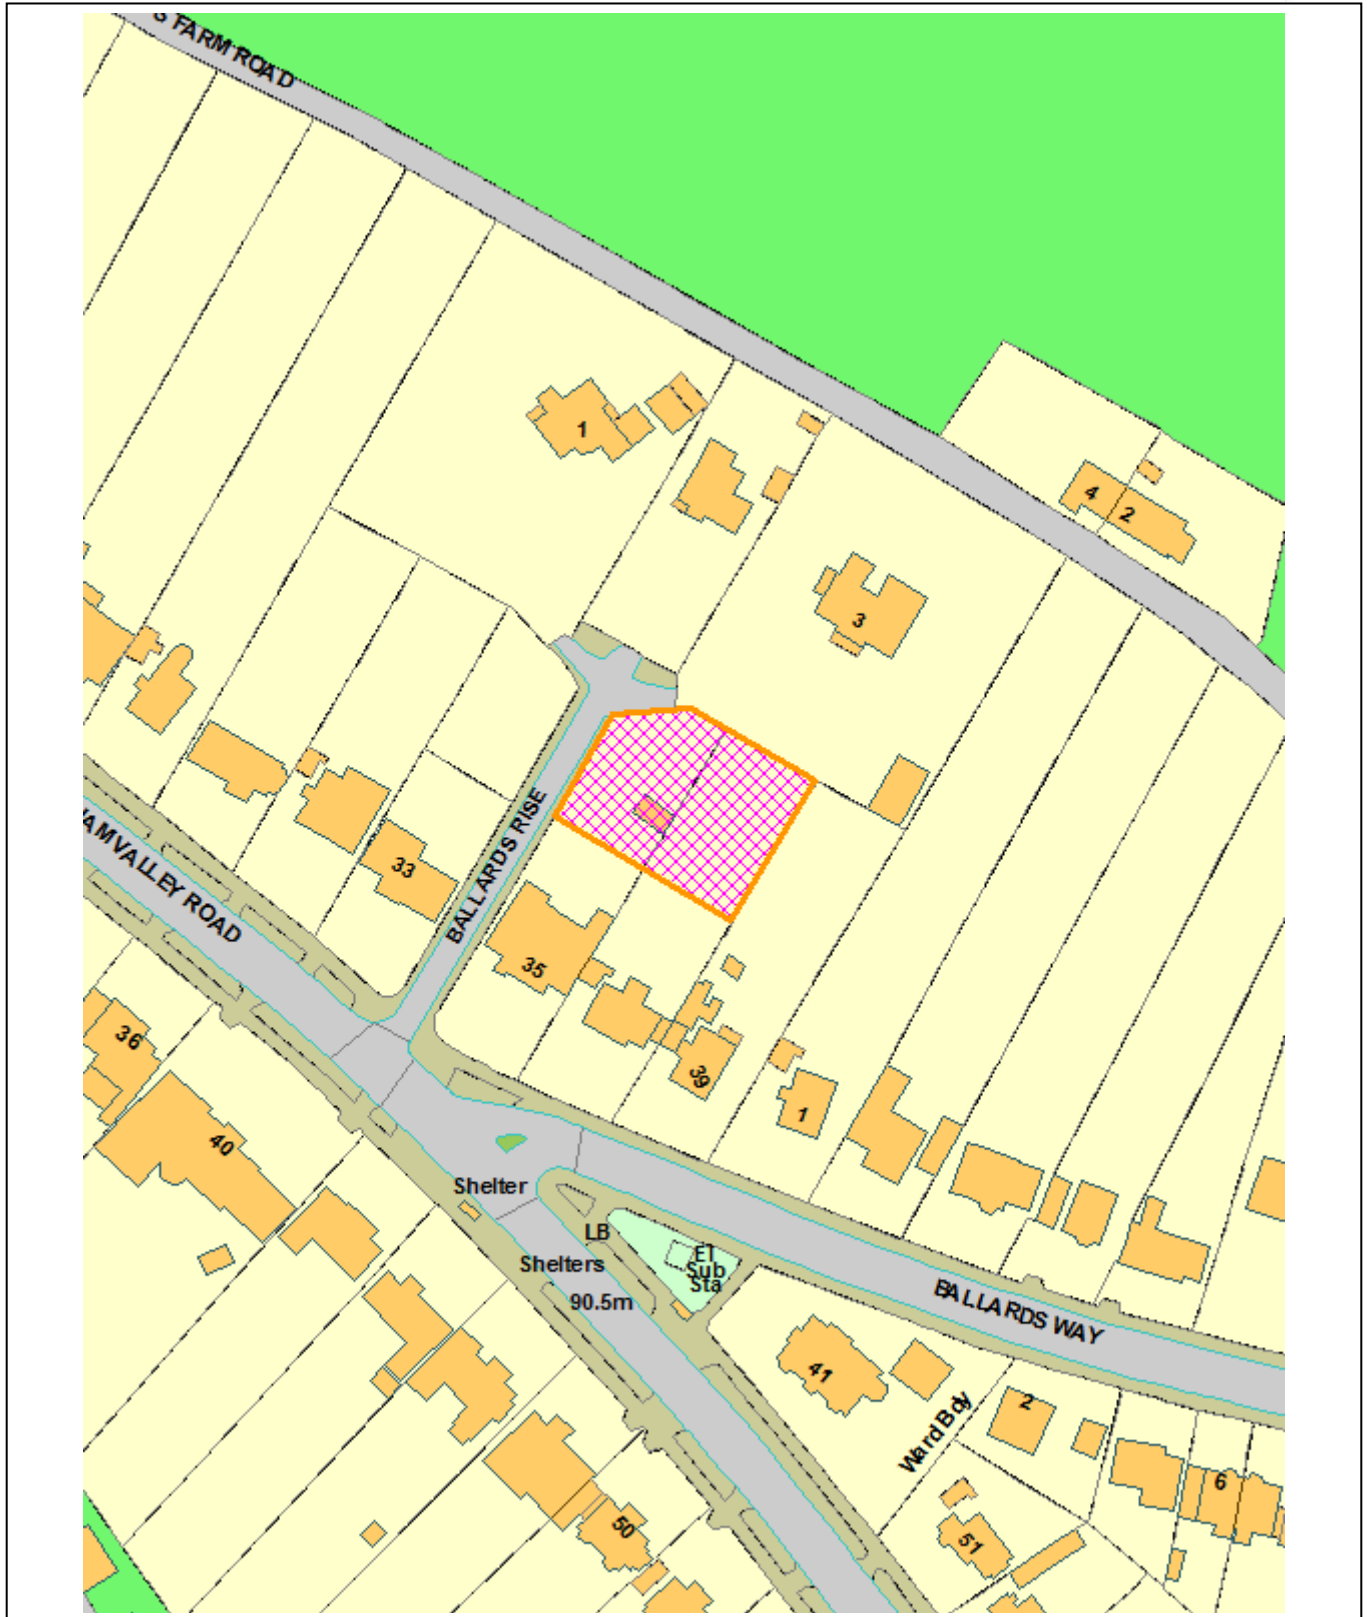 S FARM ROAD
1
4
2
3
BALLARDS RISE
33
AMVALLEY ROAD
35
36
39
1
40
Shelter
LB
El
Sub
Sta
Shelters
90.5m
BALLARDS WAY
41
2
Ward Bdy
6
50
51